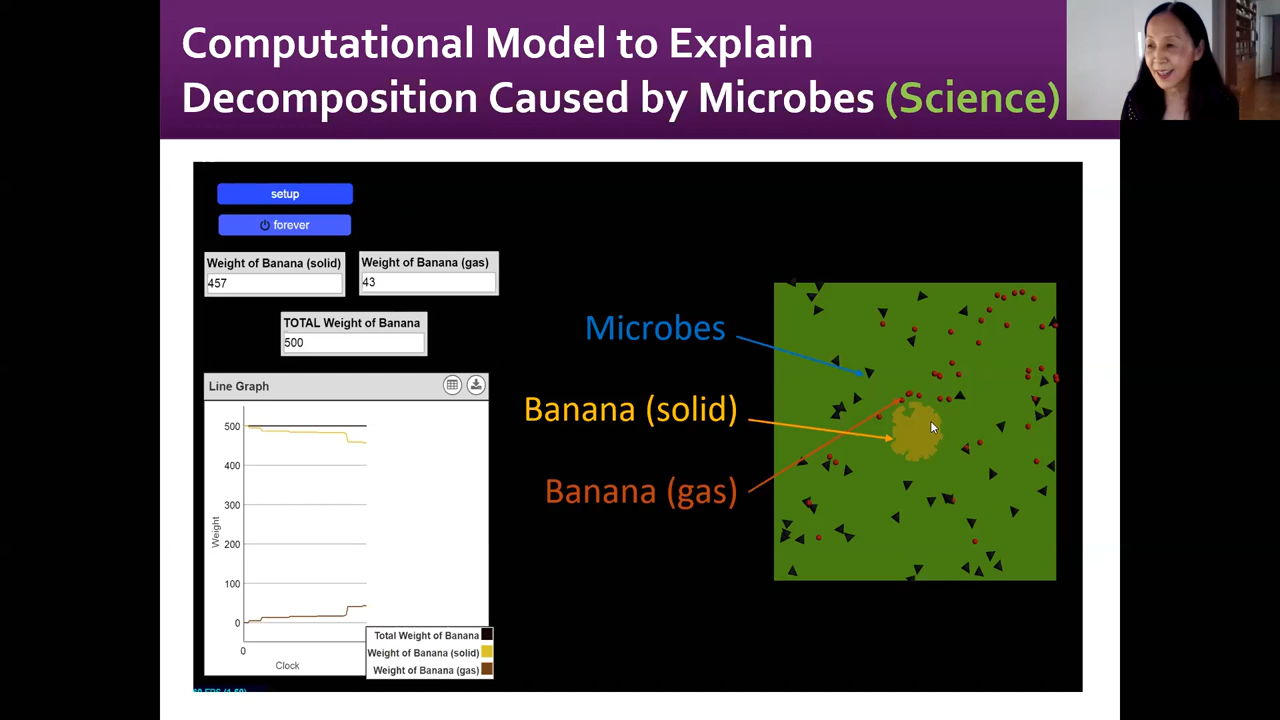 Computational Model to Explain
Decomposition Caused by Microbes (Science)
setup
forever
Weight of Banana (solid)
457
Weight of Banana (gas)
43
TOTAL Weight of Banana
500
Line Graph
500
400
300
200
100
0
Weight
0
Clock
Total Weight of Banana
Weight of Banana (solid)
Weight of Banana (gas)
Microbes
Banana (solid)
Banana (gas)